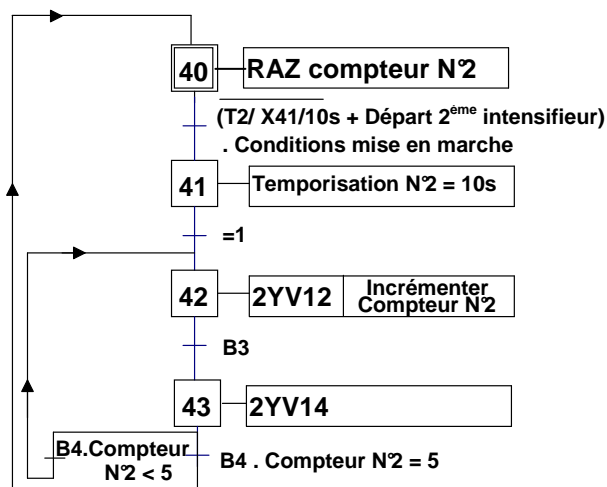 40
RAZ compteur N°2
(T2/ X41/10s + Départ 2ème intensifieur)
. Conditions mise en marche
41
Temporisation N°2 = 10s
=1
42
2YV12
Incrémenter
Compteur N°2
B3
43
2YV14
B4.Compteur
N°2 < 5
B4 . Compteur N°2 = 5